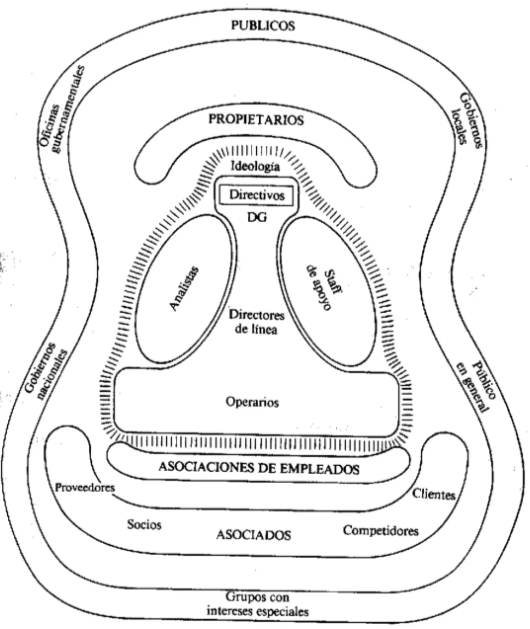 PUBLICOS
Oficinas
gubernamentales
Gobiernos
locales
PROPIETARIOS
Ideología
Directivos
DG
Analistas
Staff
de apoyo
Directores
de línea
Gobiernos
nacionales
Público
en general
Operarios
ASOCIACIONES DE EMPLEADOS
Proveedores
Clientes
Socios
ASOCIADOS
Competidores
Grupos con
intereses especiales